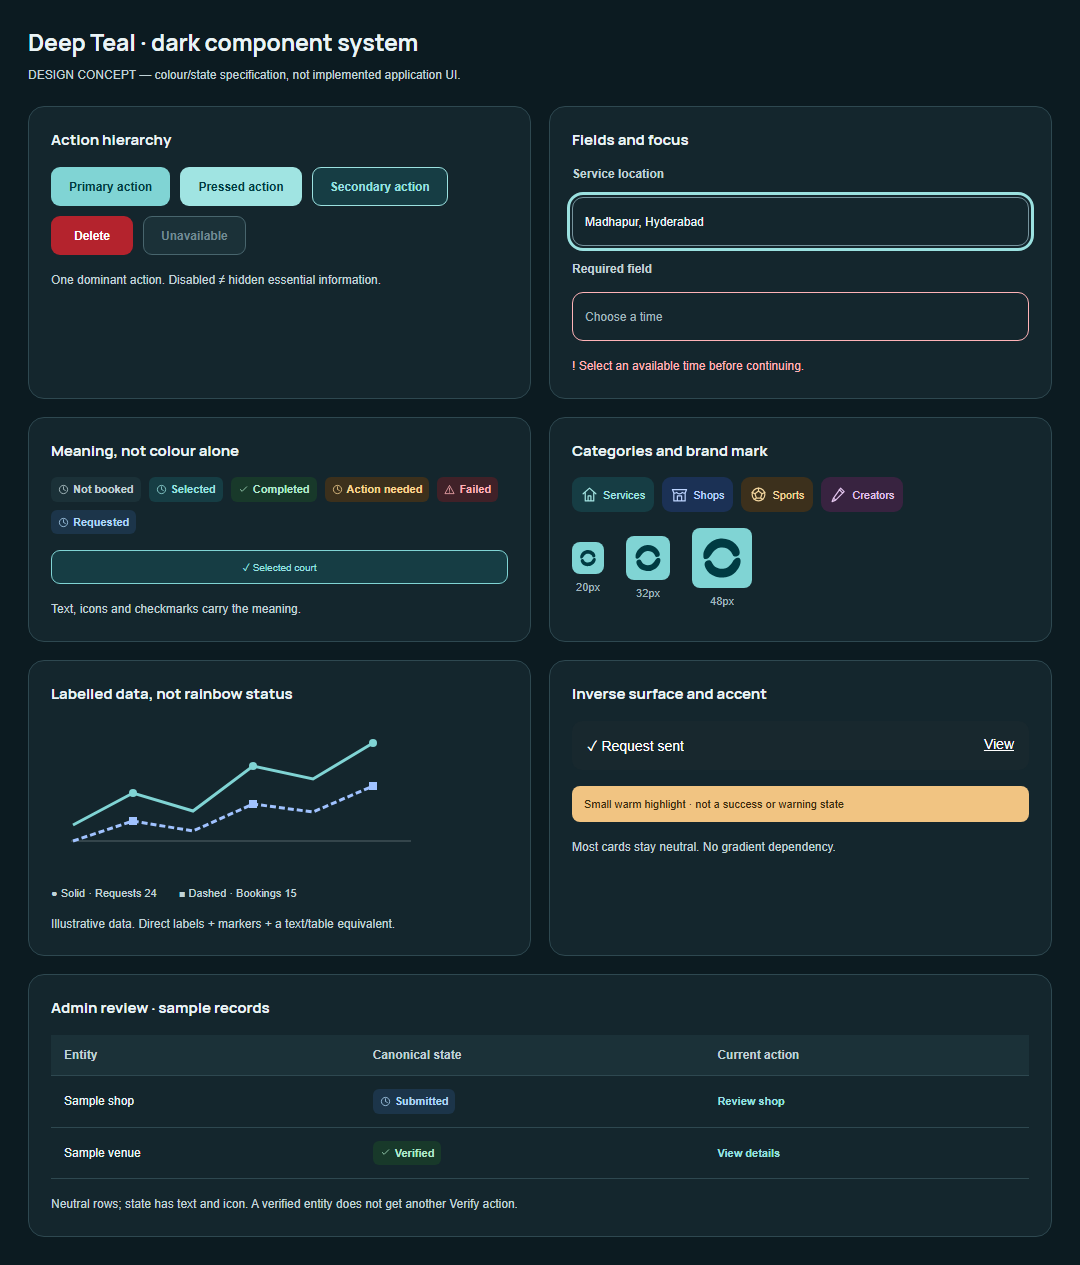 Deep Teal · dark component system
DESIGN CONCEPT — colour/state specification, not implemented application UI.
Action hierarchy
Primary action
Pressed action
Secondary action
Delete
Unavailable
One dominant action. Disabled ≠ hidden essential information.
Fields and focus
Service location
Madhapur, Hyderabad
Required field
Choose a time
! Select an available time before continuing.
Meaning, not colour alone
Not booked
Selected
✓ Completed
Action needed
Failed
Requested
✓ Selected court
Text, icons and checkmarks carry the meaning.
Categories and brand mark
Services
Shops
Sports
Creators
20px
32px
48px
Labelled data, not rainbow status
● Solid · Requests 24
■ Dashed · Bookings 15
Illustrative data. Direct labels + markers + a text/table equivalent.
Inverse surface and accent
✓ Request sent
View
Small warm highlight · not a success or warning state
Most cards stay neutral. No gradient dependency.
Admin review · sample records
Entity
Canonical state
Current action
Sample shop
Submitted
Review shop
Sample venue
✓ Verified
View details
Neutral rows; state has text and icon. A verified entity does not get another Verify action.